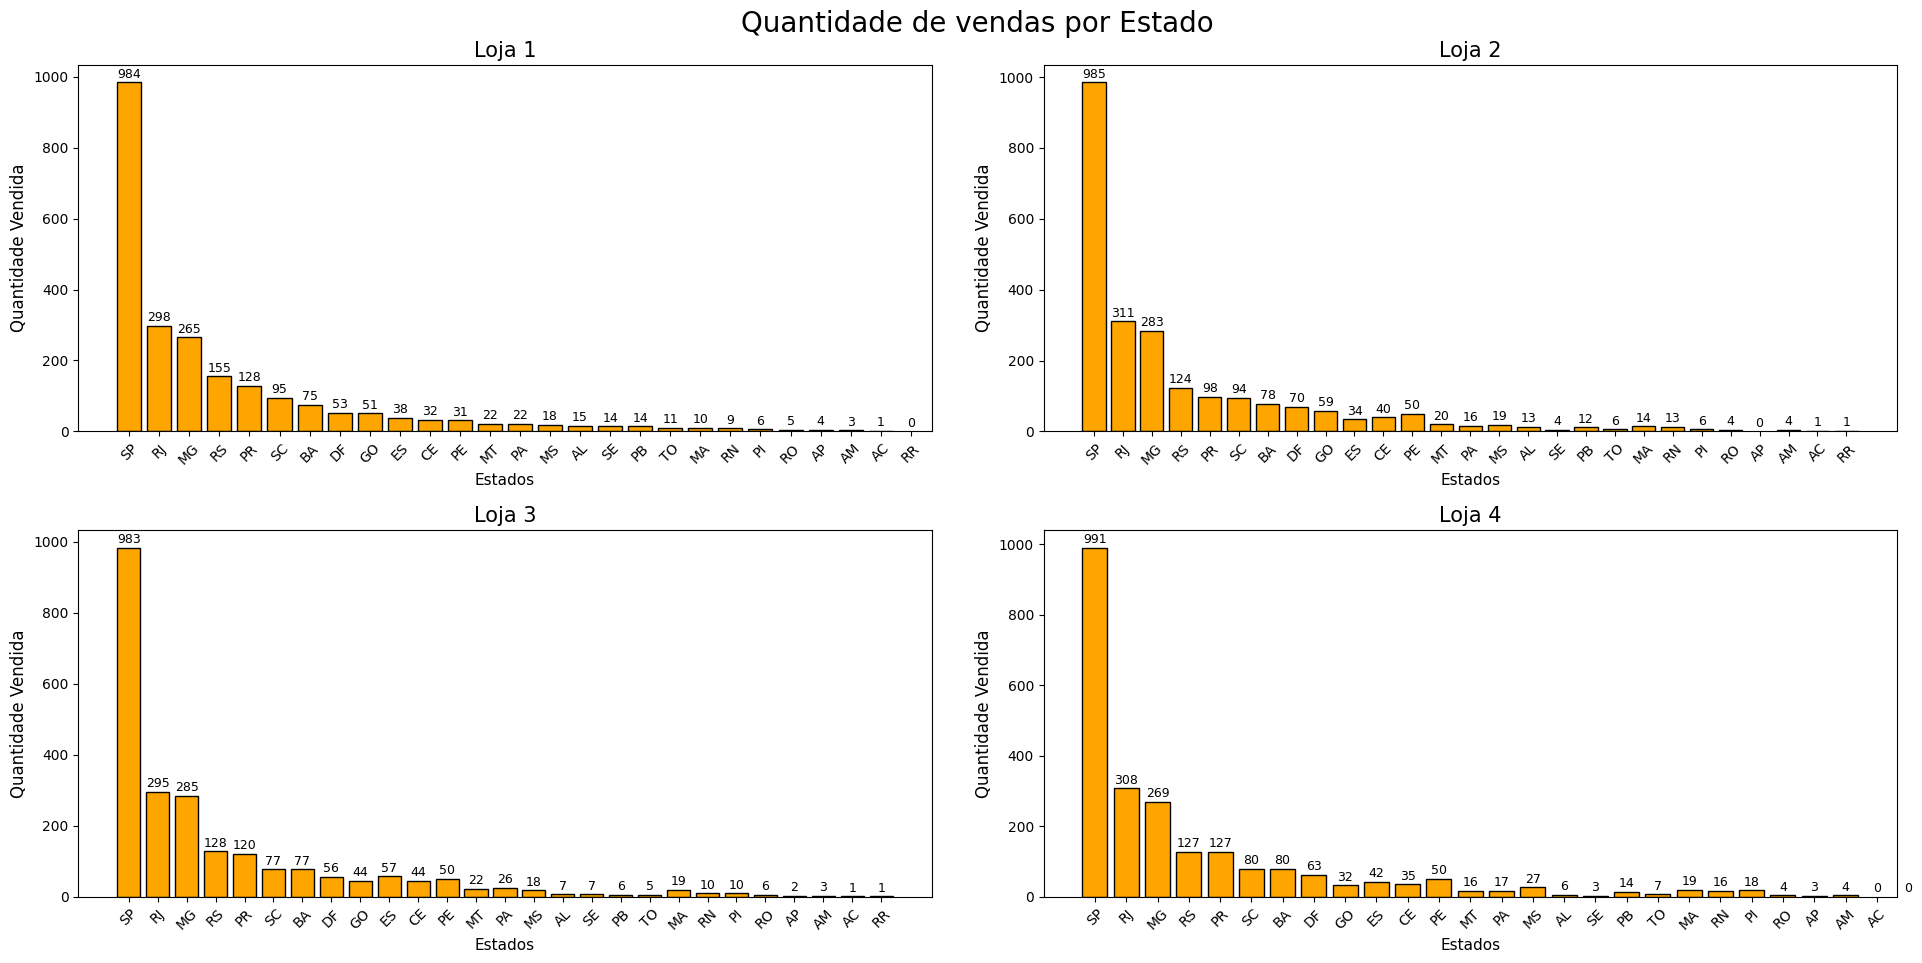 Quantidade de vendas por Estado
Loja 1
Quantidade Vendida
1000
800
600
400
200
0
984 298 265 155 128 95 75 53 51 38 32 31 22 22 18 15 14 14 11 10 9 6 5 4 3 1 0
SP RJ MG RS PR SC BA DF GO ES CE PE MT PA MS AL SE PB TO MA RN PI RO AP AM AC RR
Estados
Loja 2
Quantidade Vendida
1000
800
600
400
200
0
985 311 283 124 98 94 78 70 59 34 40 50 20 16 19 13 4 12 6 14 13 6 4 0 4 1 1
SP RJ MG RS PR SC BA DF GO ES CE PE MT PA MS AL SE PB TO MA RN PI RO AP AM AC RR
Estados
Loja 3
Quantidade Vendida
1000
800
600
400
200
0
983 295 285 128 120 77 77 56 44 57 44 50 22 26 18 7 7 6 5 19 10 10 6 2 3 1 1
SP RJ MG RS PR SC BA DF GO ES CE PE MT PA MS AL SE PB TO MA RN PI RO AP AM AC RR
Estados
Loja 4
Quantidade Vendida
1000
800
600
400
200
0
991 308 269 127 127 80 80 63 32 42 35 50 16 17 27 6 3 14 7 19 16 18 4 3 4 0 0
SP RJ MG RS PR SC BA DF GO ES CE PE MT PA MS AL SE PB TO MA RN PI RO AP AM AC
Estados